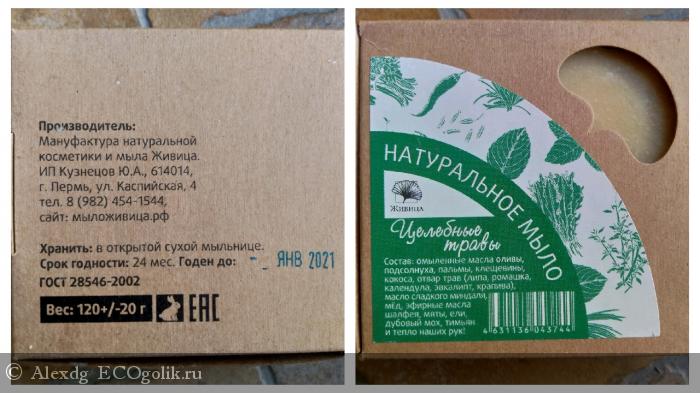 Производитель:
Мануфактура натуральной
косметики и мыла Живица.
ИП Кузнецов Ю.А., 614014,
г. Пермь, ул. Каспийская, 4
тел. 8 (982) 454-1544,
сайт: мыложивица.рф
Хранить: в открытой сухой мыльнице.
Срок годности: 24 мес. Годен до: ЯНВ 2021
ГОСТ 28546-2002
Вес: 120+/-20 г
ЕАС
НАТУРАЛЬНОЕ МЫЛО
ЖИВИЦА
Целебные
травы
Состав: омыленные масла оливы,
подсолнуха, пальмы, клещевины,
кокоса, отвар трав (липа, ромашка,
календула, эвкалипт, крапива),
масло сладкого миндаля,
мёд, эфирные масла
шалфея, мяты, ели,
дубовый мох, тимьян
и тепло наших рук!
4 631136 043744
© Alexdg ECOgolik.ru